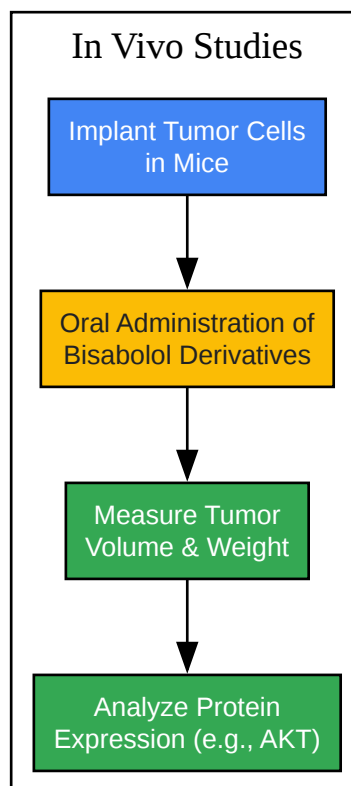 In Vivo Studies
Implant Tumor Cells
in Mice
Oral Administration of
Bisabolol Derivatives
Measure Tumor
Volume & Weight
Analyze Protein
Expression (e.g., AKT)